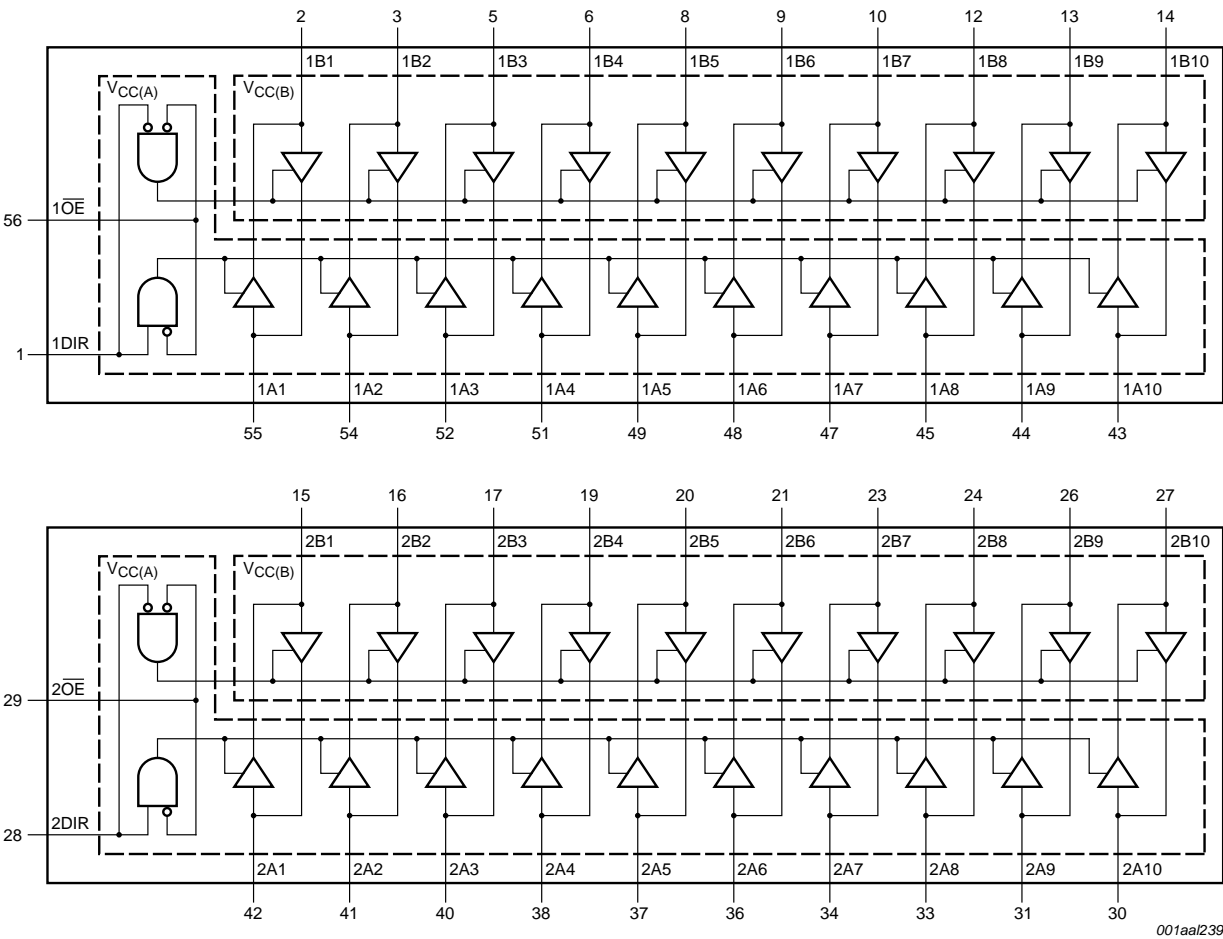 2 3 5 6 8 9 10 12 13 14
1B1 1B2 1B3 1B4 1B5 1B6 1B7 1B8 1B9 1B10
VCC(A) VCC(B)
56 1OE
1 1DIR
1A1 1A2 1A3 1A4 1A5 1A6 1A7 1A8 1A9 1A10
55 54 52 51 49 48 47 45 44 43
15 16 17 19 20 21 23 24 26 27
2B1 2B2 2B3 2B4 2B5 2B6 2B7 2B8 2B9 2B10
VCC(A) VCC(B)
29 2OE
28 2DIR
2A1 2A2 2A3 2A4 2A5 2A6 2A7 2A8 2A9 2A10
42 41 40 38 37 36 34 33 31 30
001aal239